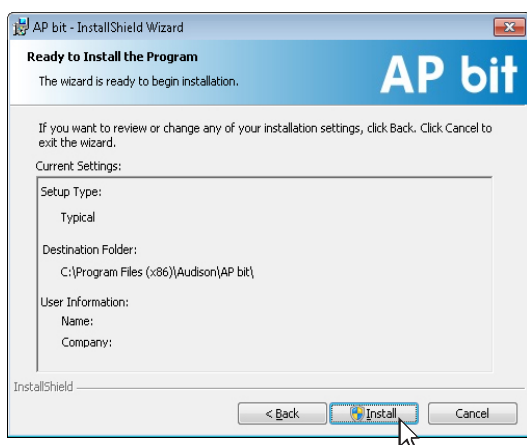 AP bit - InstallShield Wizard
Ready to Install the Program
The wizard is ready to begin installation.
AP bit
If you want to review or change any of your installation settings, click Back. Click Cancel to
exit the wizard.
Current Settings:
Setup Type:
Typical
Destination Folder:
C:\Program Files (x86)\Audison\AP bit\
User Information:
Name:
Company:
InstallShield
< Back
Install
Cancel